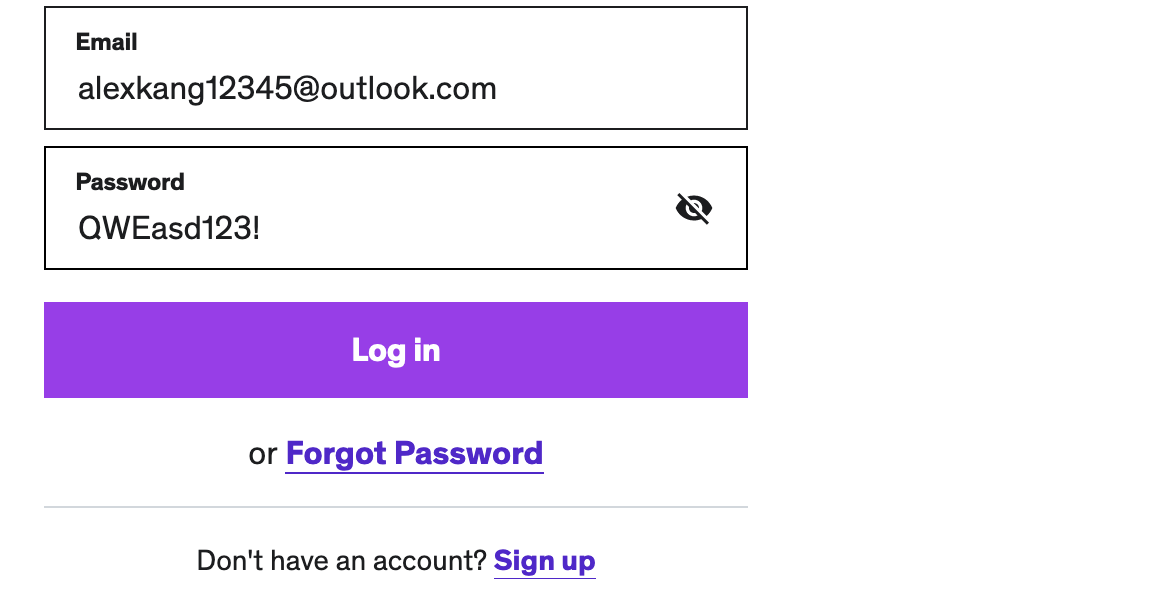 Email
alexkang12345@outlook.com
Password
QWEasd123!
Log in
or Forgot Password
Don't have an account? Sign up